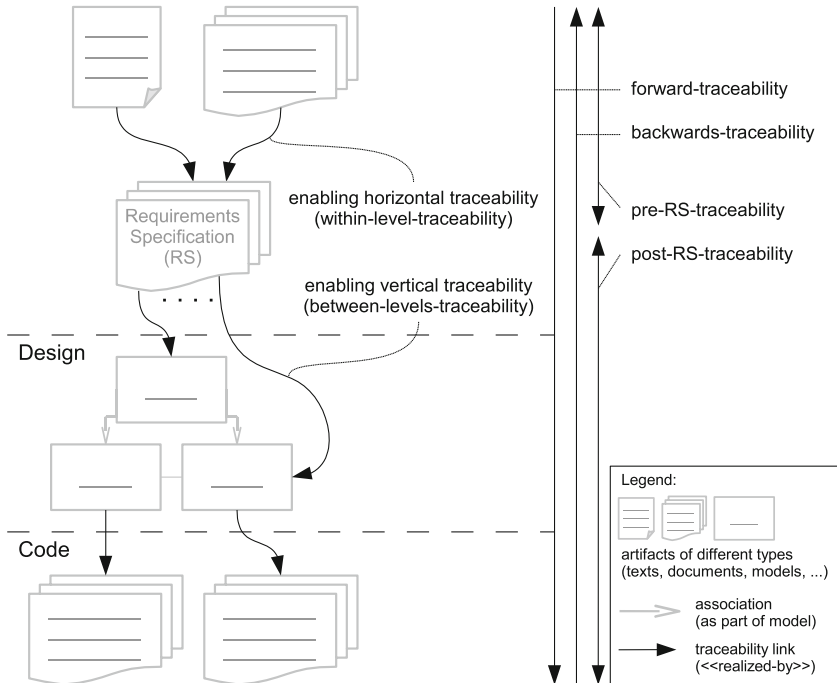 forward-traceability
backwards-traceability
enabling horizontal traceability
(within-level-traceability)
pre-RS-traceability
Requirements
Specification
(RS)
post-RS-traceability
enabling vertical traceability
(between-levels-traceability)
. . . .
Design
Code
Legend:
artifacts of different types
(texts, documents, models, ...)
association
(as part of model)
traceability link
(<<realized-by>>)